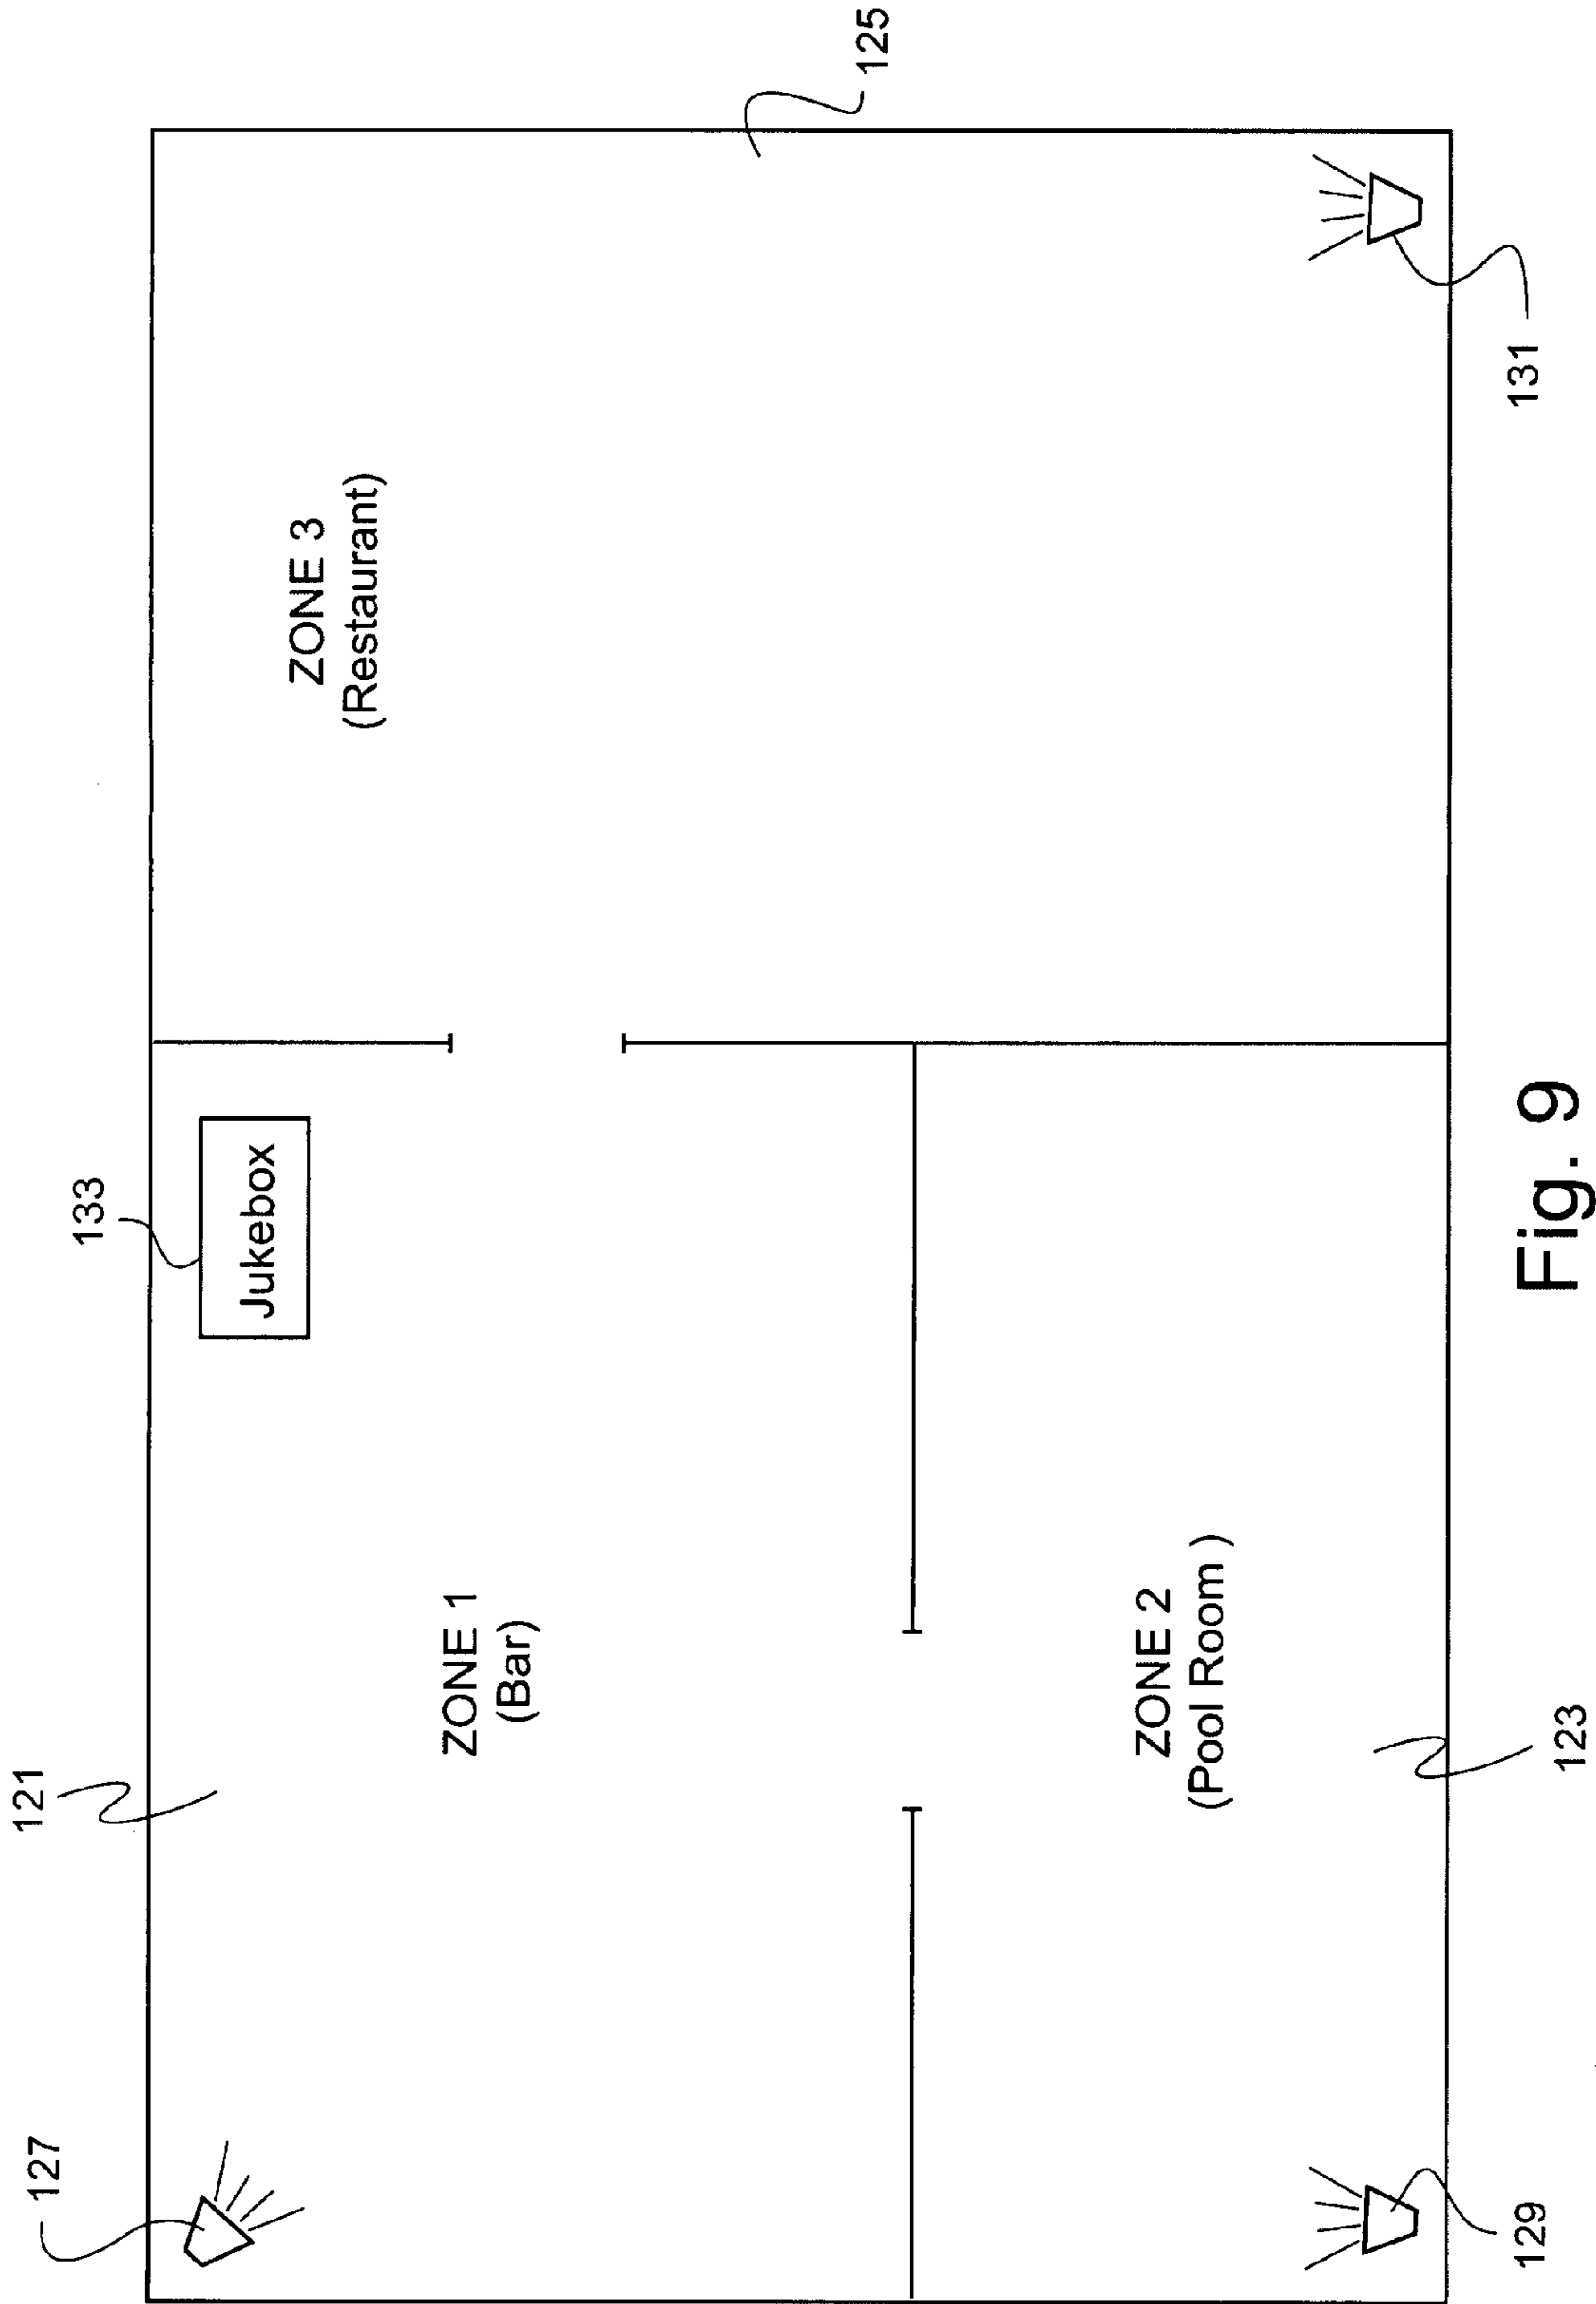 127
121
133
Jukebox
ZONE 3
(Restaurant)
ZONE 1
(Bar)
125
ZONE 2
(Pool Room )
129
123
131
Fig. 9